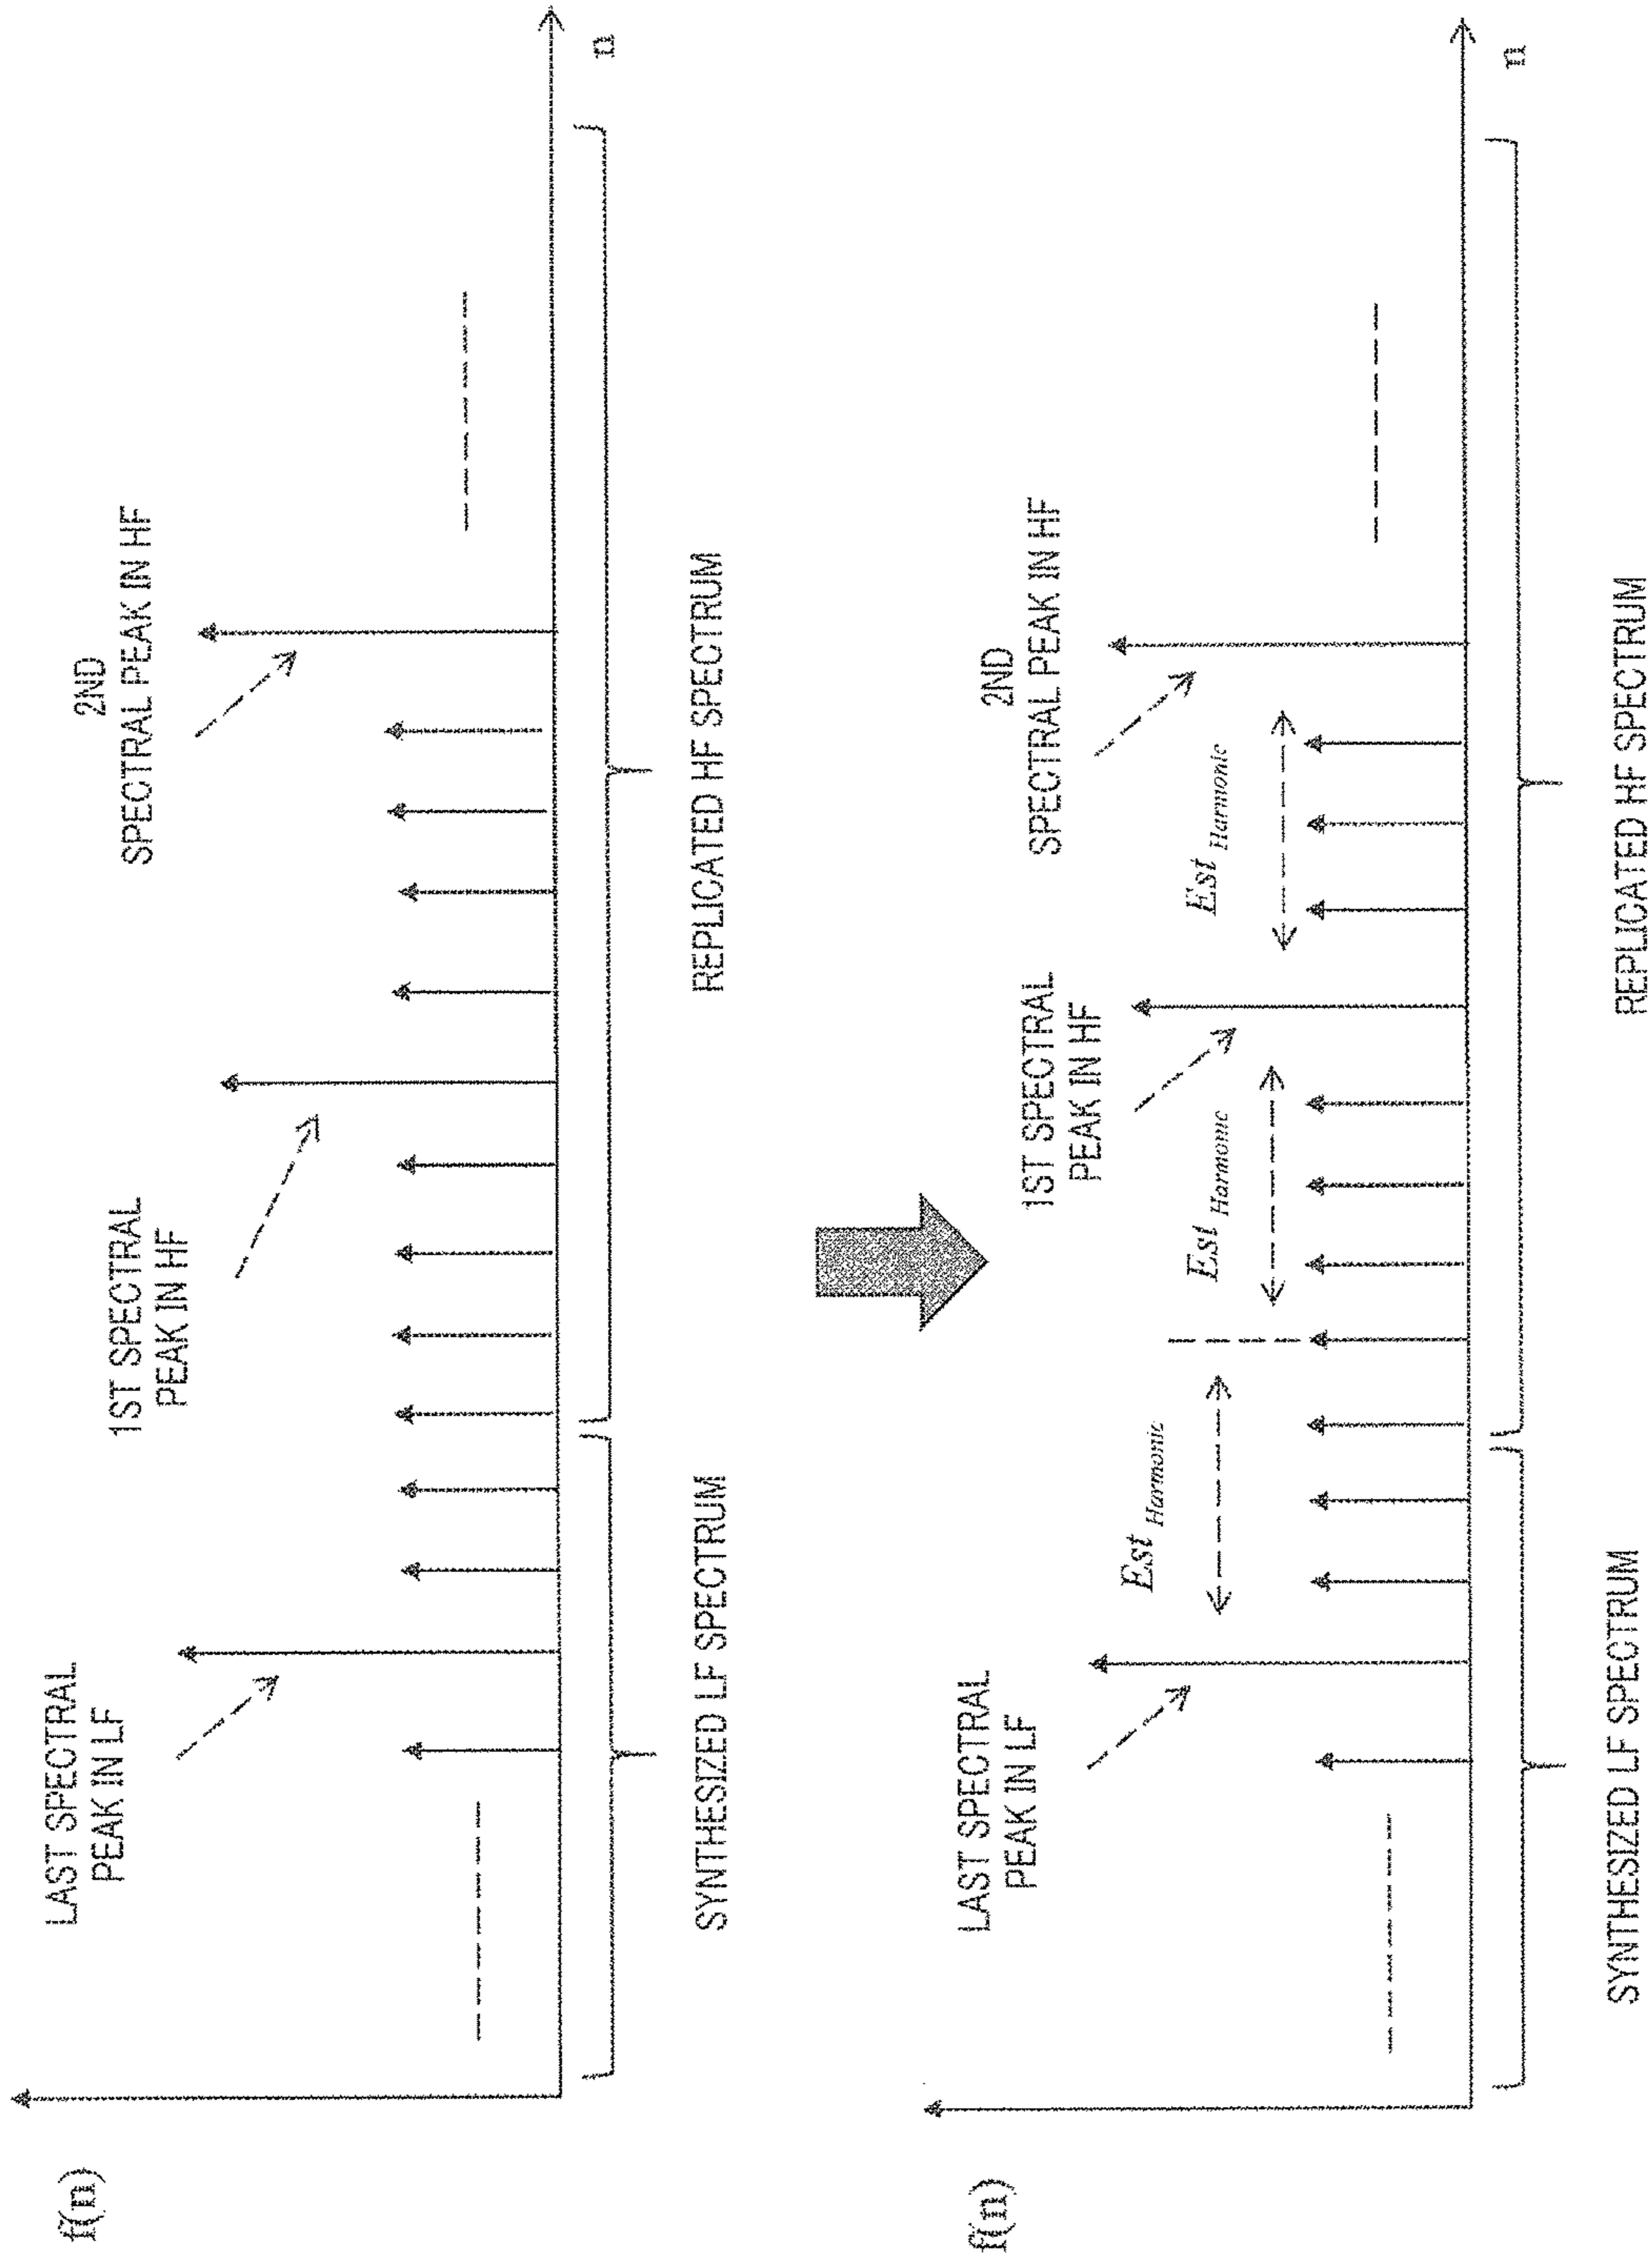 f(n)
LAST SPECTRAL
PEAK IN LF
1ST SPECTRAL
PEAK IN HF
2ND
SPECTRAL PEAK IN HF
n
SYNTHESIZED LF SPECTRUM
REPLICATED HF SPECTRUM
f(n)
LAST SPECTRAL
PEAK IN LF
Est Harmonic
1ST SPECTRAL
PEAK IN HF
Est Harmonic
2ND
SPECTRAL PEAK IN HF
Est Harmonic
n
SYNTHESIZED LF SPECTRUM
REPLICATED HF SPECTRUM